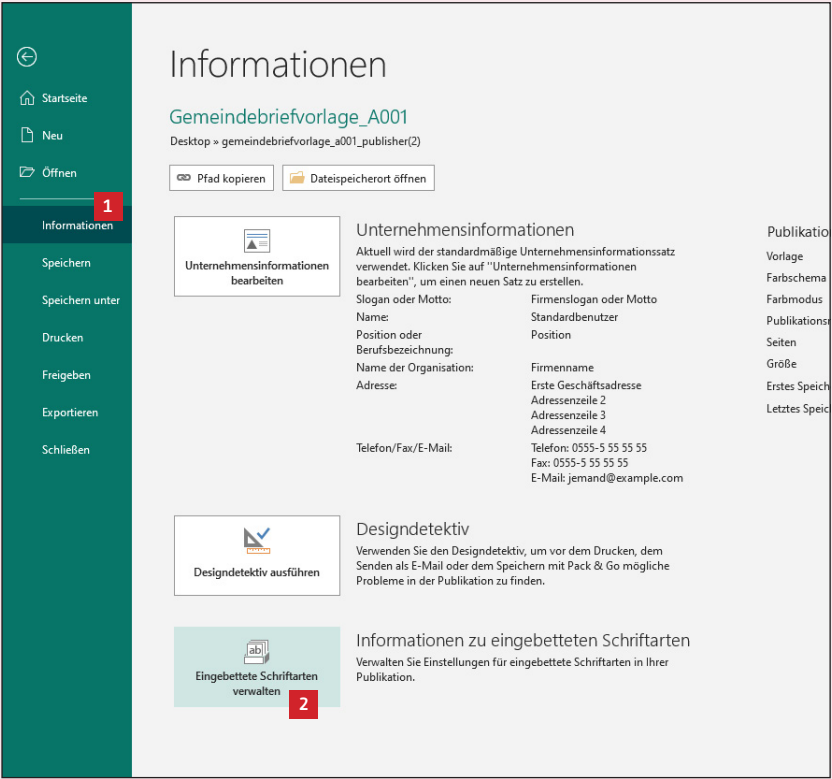 Informationen
Startseite
Neu
Öffnen
1
Informationen
Speichern
Speichern unter
Drucken
Freigeben
Exportieren
Schließen
Gemeindebriefvorlage_A001
Desktop » gemeindebriefvorlage_a001_publisher(2)
Pfad kopieren
Dateispeicherort öffnen
Unternehmensinformationen
bearbeiten
Unternehmensinformationen
Aktuell wird der standardmäßige Unternehmensinformationssatz
verwendet. Klicken Sie auf "Unternehmensinformationen
bearbeiten", um einen neuen Satz zu erstellen.
Slogan oder Motto: Firmenslogan oder Motto
Name: Standardbenutzer
Position oder Position
Berufsbezeichnung:
Name der Organisation: Firmenname
Adresse: Erste Geschäftsadresse
Adressenzeile 2
Adressenzeile 3
Adressenzeile 4
Telefon/Fax/E-Mail: Telefon: 0555-5 55 55 55
Fax: 0555-5 55 55 55
E-Mail: jemand@example.com
Publikatio
Vorlage
Farbschema
Farbmodus
Publikationsr
Seiten
Größe
Erstes Speich
Letztes Speic
Designdetektiv ausführen
Designdetektiv
Verwenden Sie den Designdetektiv, um vor dem Drucken, dem
Senden als E-Mail oder dem Speichern mit Pack & Go mögliche
Probleme in der Publikation zu finden.
ab
Eingebettete Schriftarten
verwalten
2
Informationen zu eingebetteten Schriftarten
Verwalten Sie Einstellungen für eingebettete Schriftarten in Ihrer
Publikation.